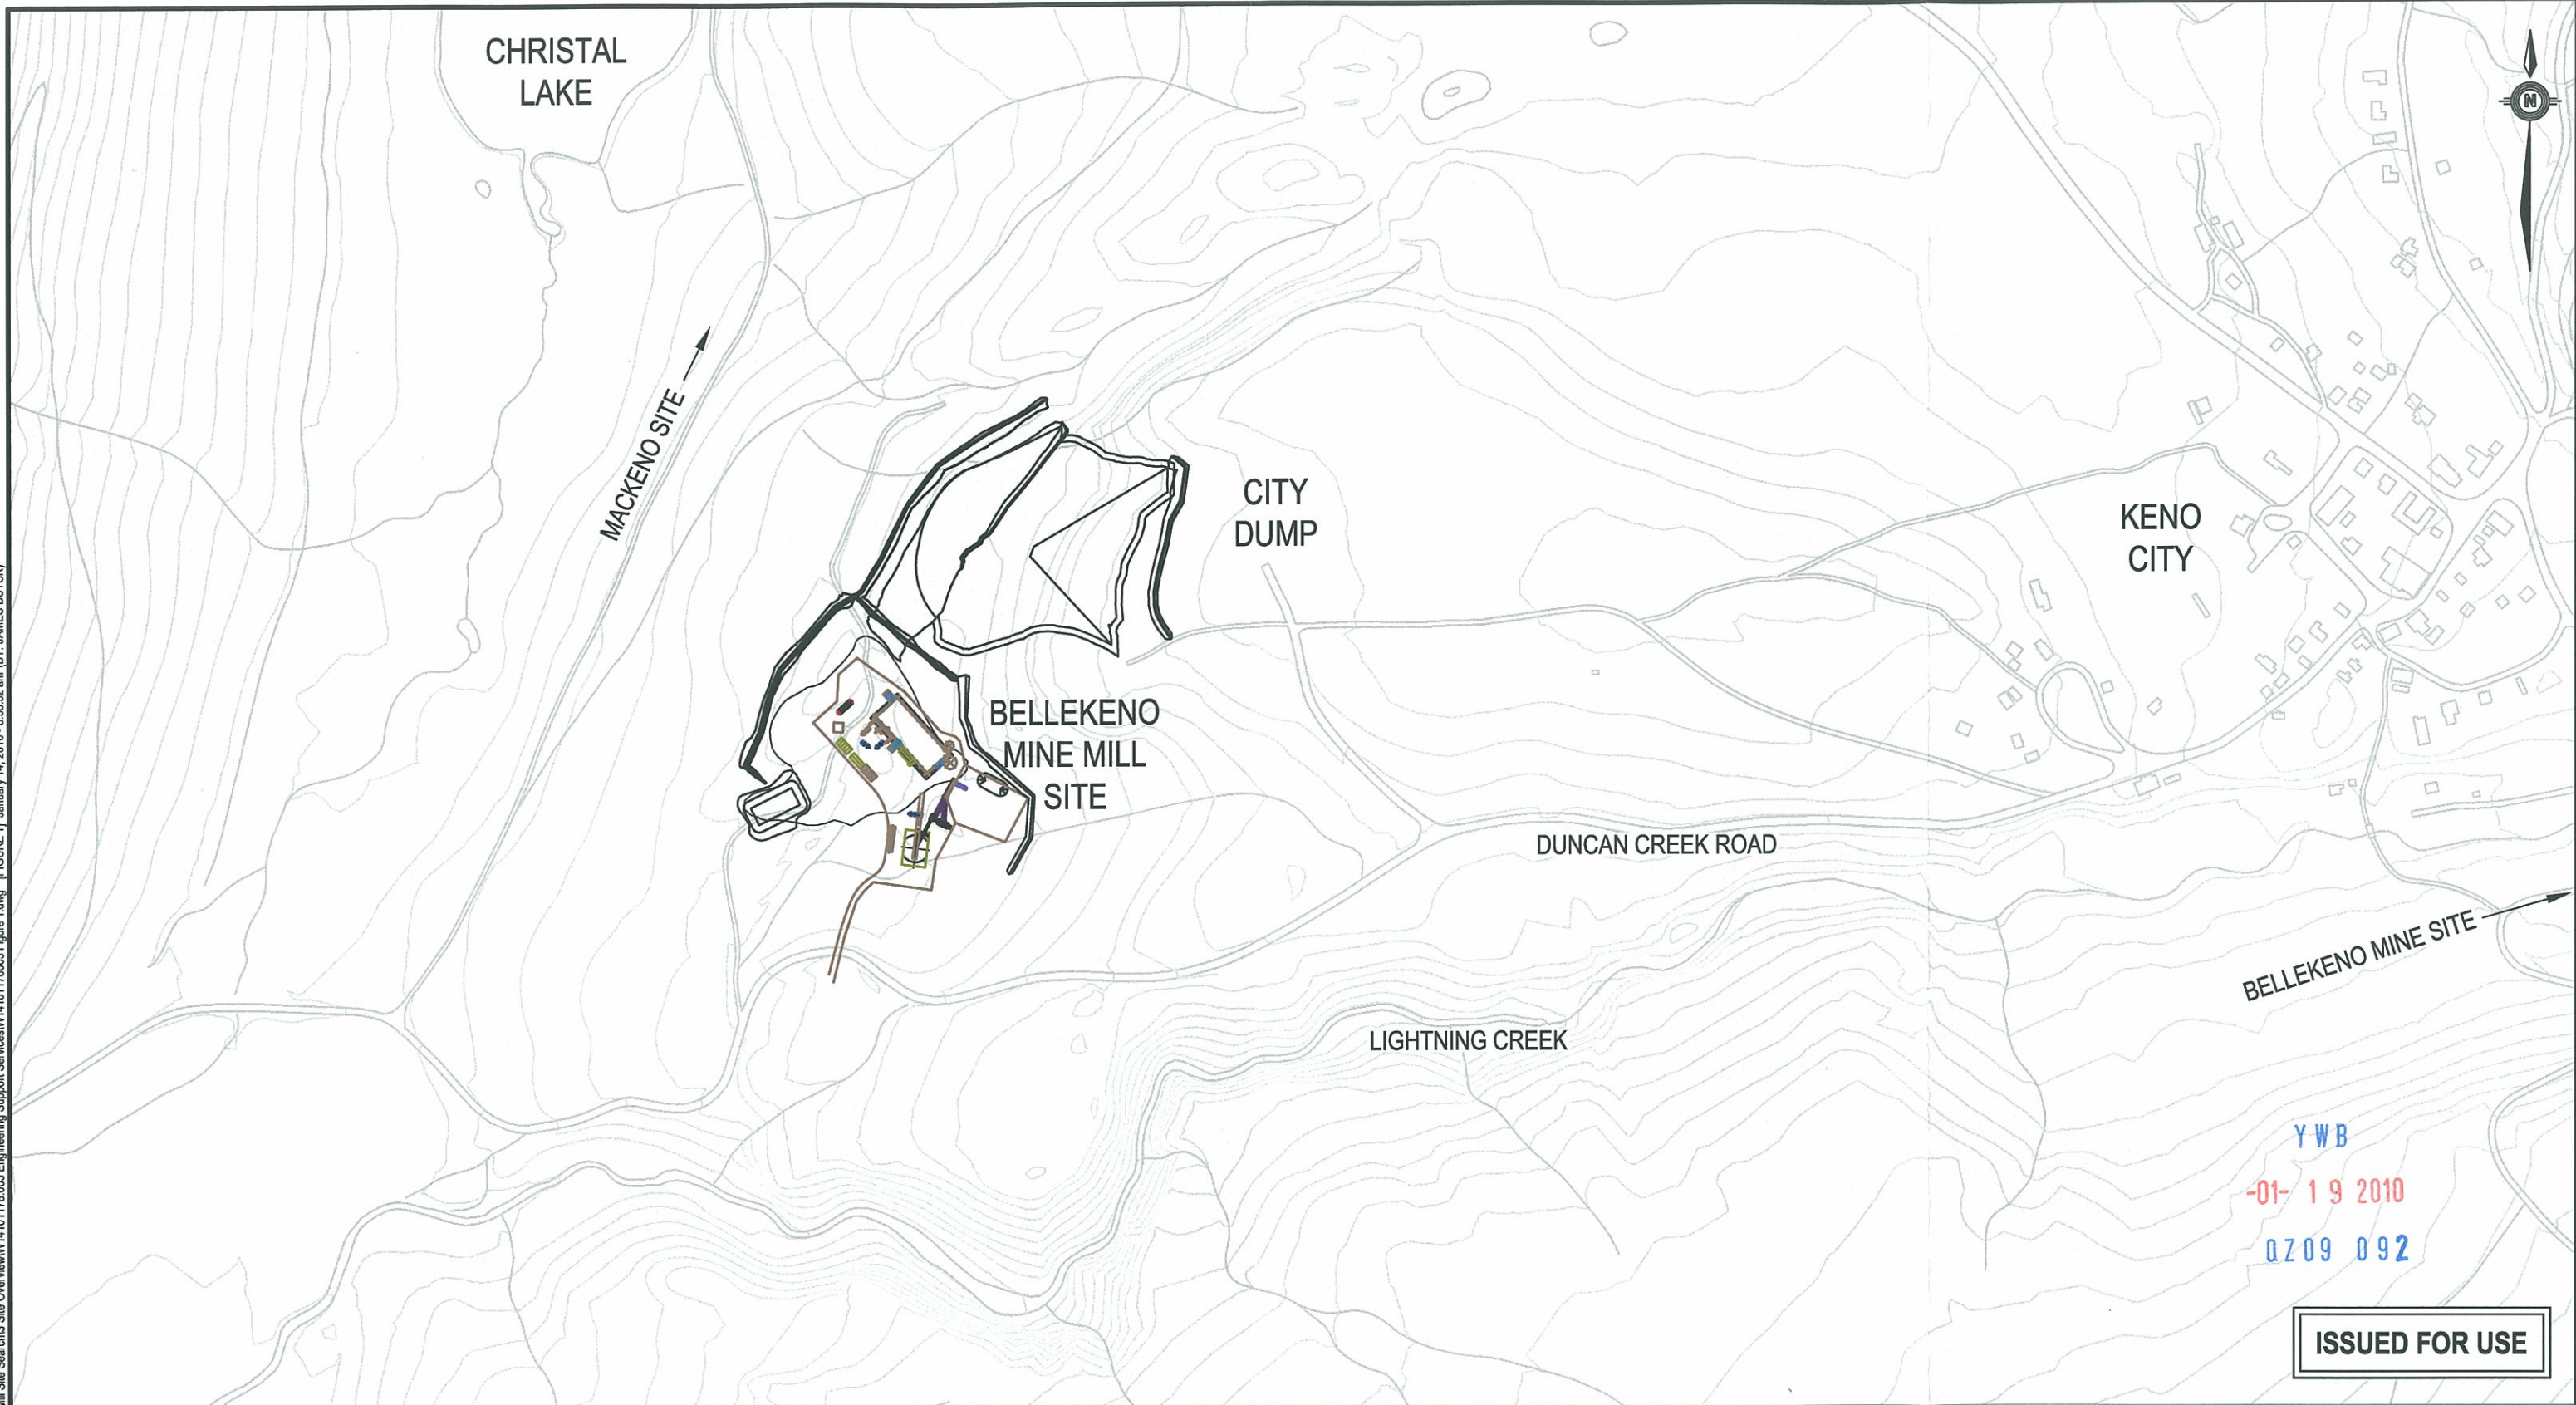 CHRISTAL
LAKE
N
MACKENO SITE
CITY
DUMP
KENO
CITY
BELLEKENO
MINE MILL
SITE
DUNCAN CREEK ROAD
BELLEKENO MINE SITE
LIGHTNING CREEK
YWB
-01- 19 2010
QZ09 092
ISSUED FOR USE